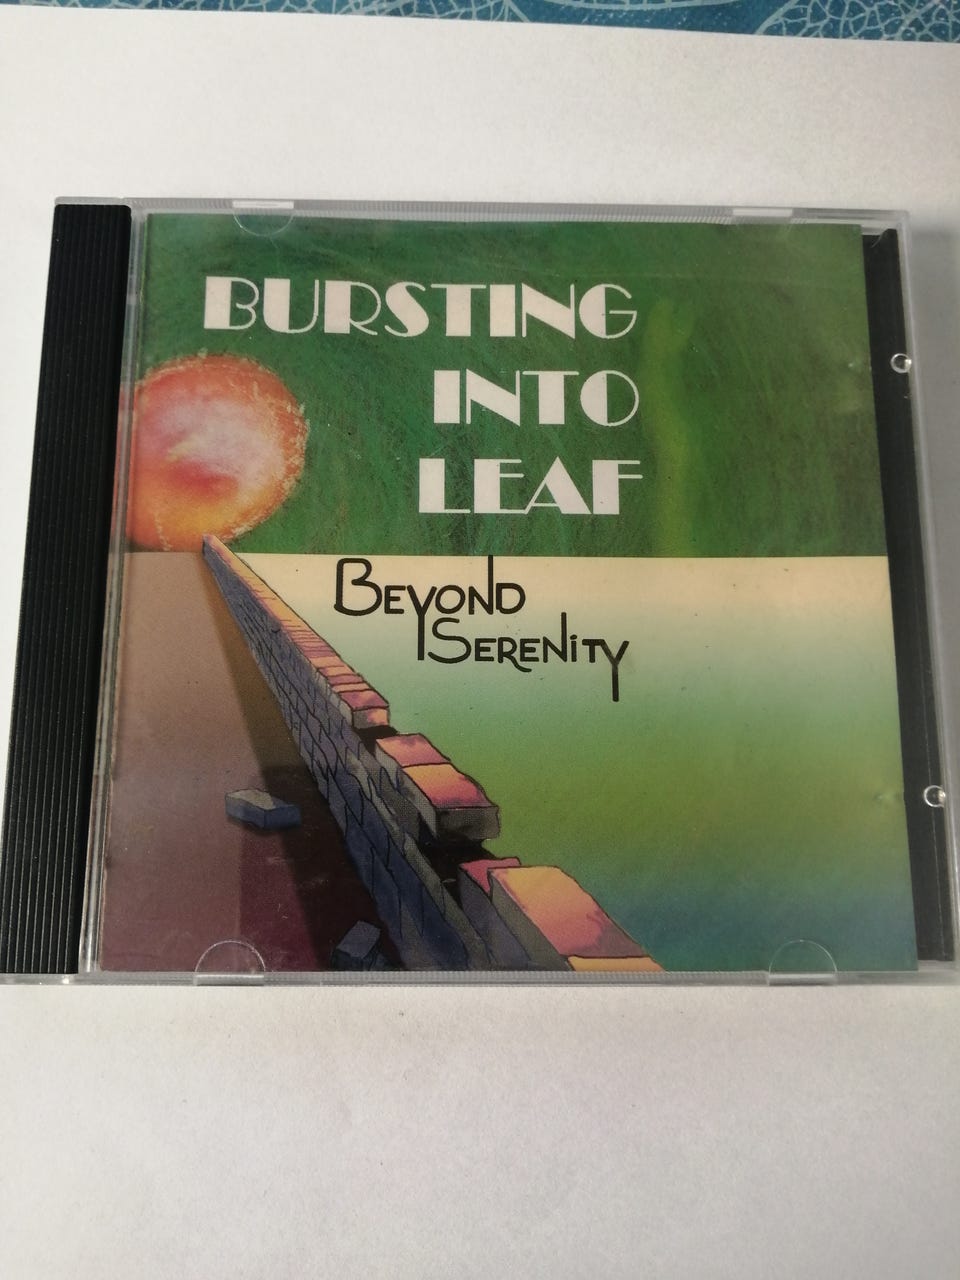 BURSTING
INTO
LEAF
BEYOND
SERENiTY